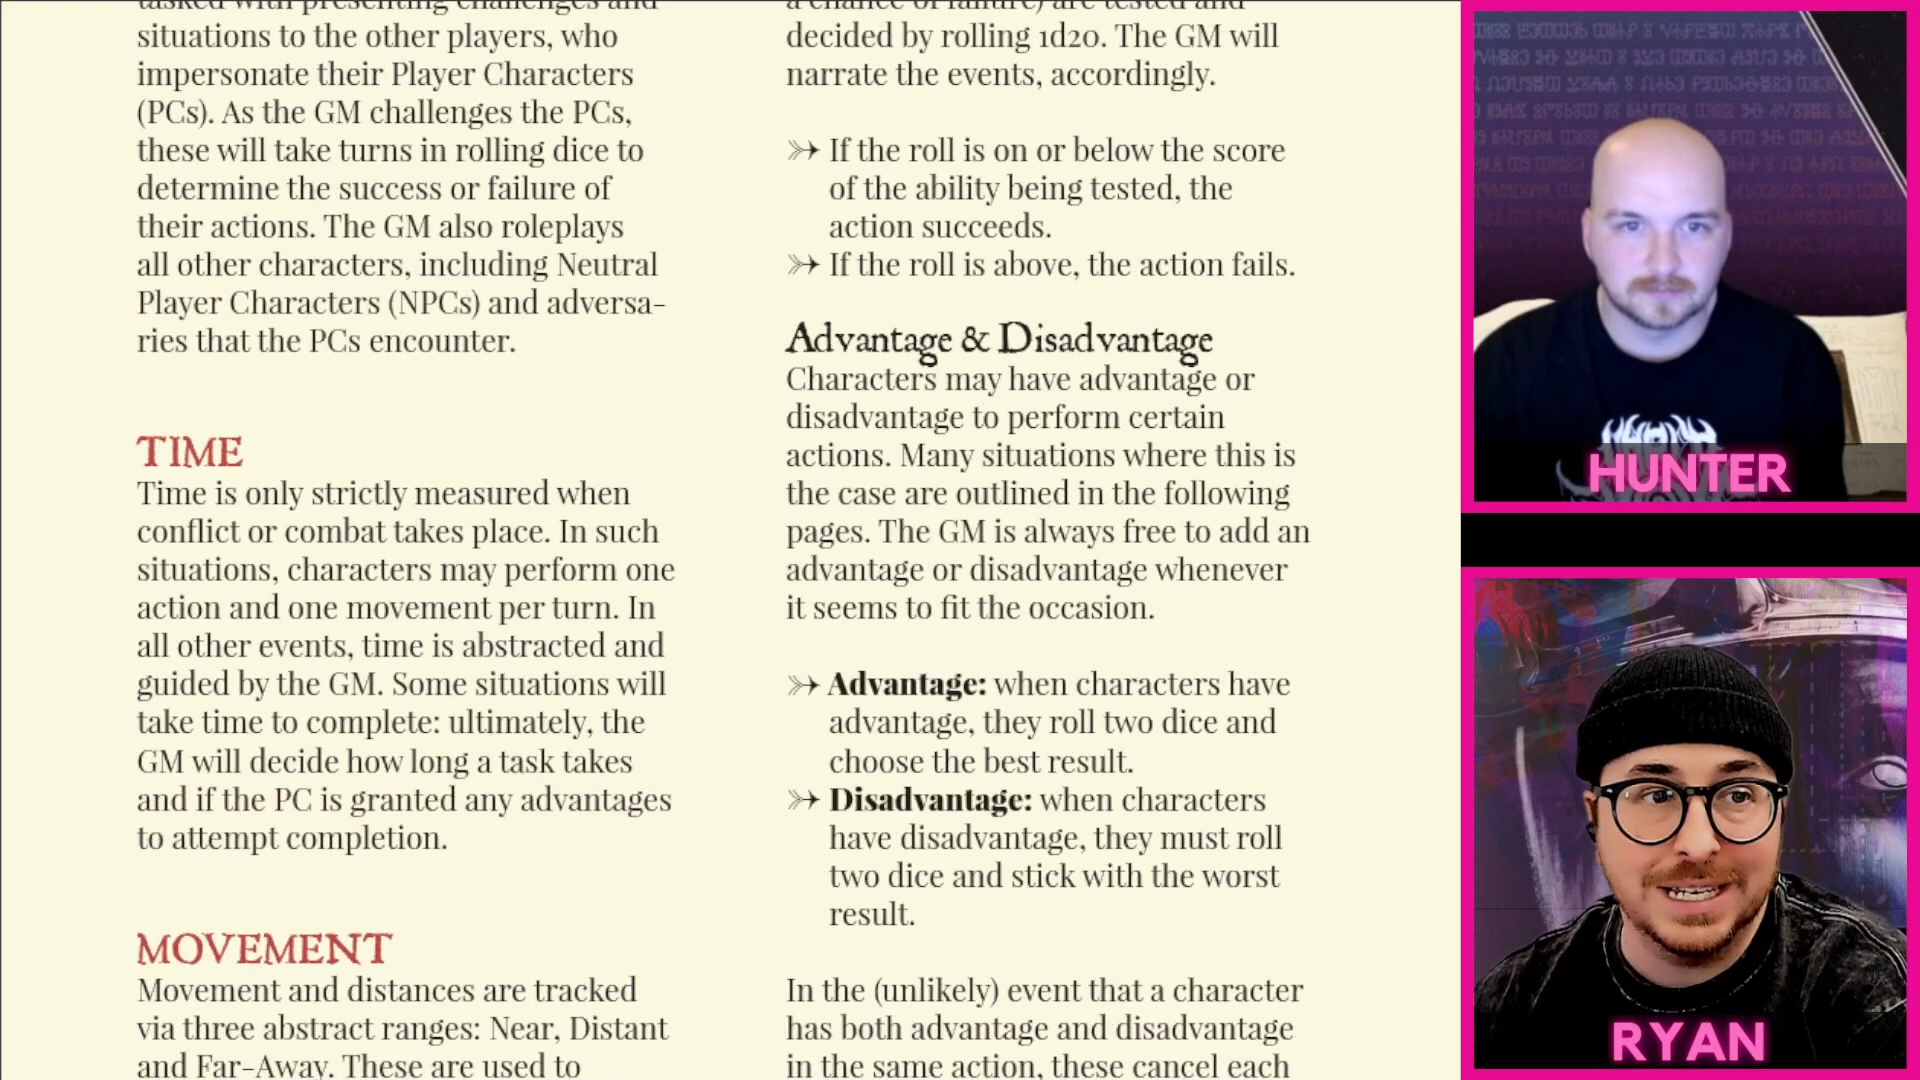 tasked with presenting challenges and
situations to the other players, who
impersonate their Player Characters
(PCs). As the GM challenges the PCs,
these will take turns in rolling dice to
determine the success or failure of
their actions. The GM also roleplays
all other characters, including Neutral
Player Characters (NPCs) and adversa-
ries that the PCs encounter.
TIME
Time is only strictly measured when
conflict or combat takes place. In such
situations, characters may perform one
action and one movement per turn. In
all other events, time is abstracted and
guided by the GM. Some situations will
take time to complete: ultimately, the
GM will decide how long a task takes
and if the PC is granted any advantages
to attempt completion.
MOVEMENT
Movement and distances are tracked
via three abstract ranges: Near, Distant
and Far-Away. These are used to
a chance of failure) are tested and
decided by rolling 1d20. The GM will
narrate the events, accordingly.
If the roll is on or below the score
of the ability being tested, the
action succeeds.
If the roll is above, the action fails.
Advantage & Disadvantage
Characters may have advantage or
disadvantage to perform certain
actions. Many situations where this is
the case are outlined in the following
pages. The GM is always free to add an
advantage or disadvantage whenever
it seems to fit the occasion.
Advantage: when characters have
advantage, they roll two dice and
choose the best result.
Disadvantage: when characters
have disadvantage, they must roll
two dice and stick with the worst
result.
In the (unlikely) event that a character
has both advantage and disadvantage
in the same action, these cancel each
HUNTER
RYAN